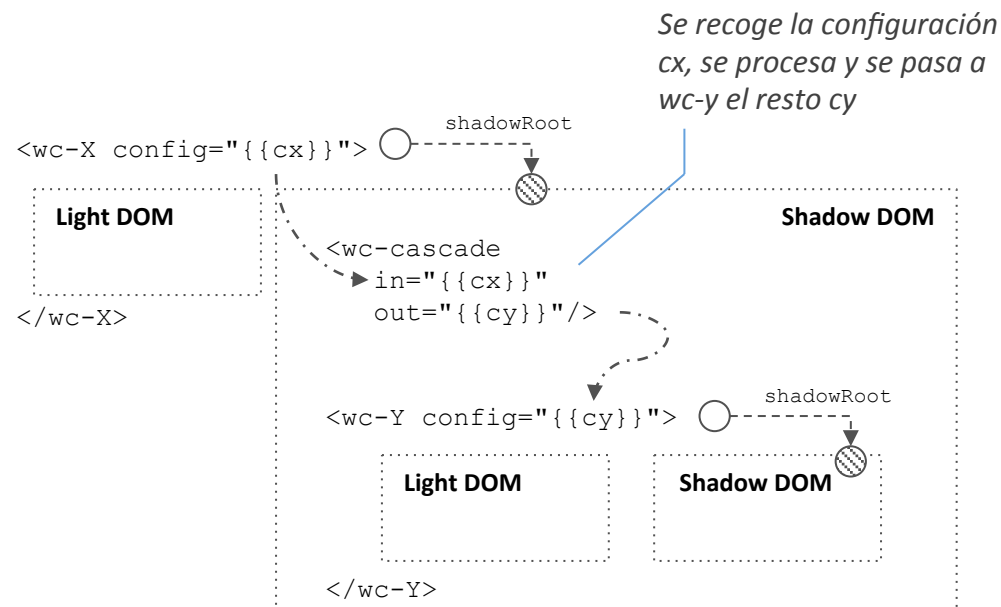 Se recoge la configuración
cx, se procesa y se pasa a
wc-y el resto cy
shadowRoot
<wc-X config="{{cx}}">
Light DOM
Shadow DOM
<wc-cascade
in="{{cx}}"
out="{{cy}}"/>
</wc-X>
shadowRoot
<wc-Y config="{{cy}}">
Light DOM
Shadow DOM
</wc-Y>